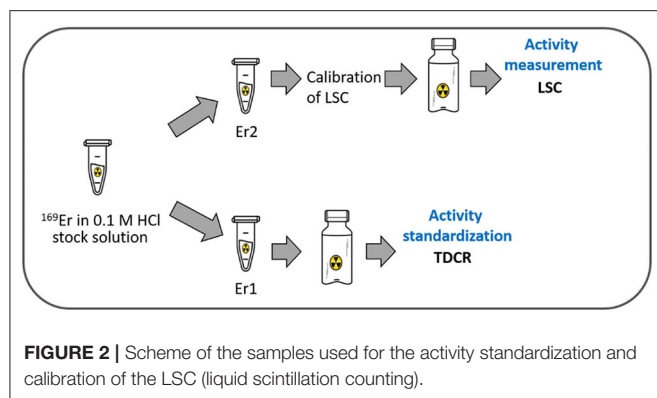 Activity
measurement
LSC
Calibration
of LSC
Er2
¹⁶⁹Er in 0.1 M HCl
stock solution
Activity
standardization
TDCR
Er1
FIGURE 2 | Scheme of the samples used for the activity standardization and
calibration of the LSC (liquid scintillation counting).